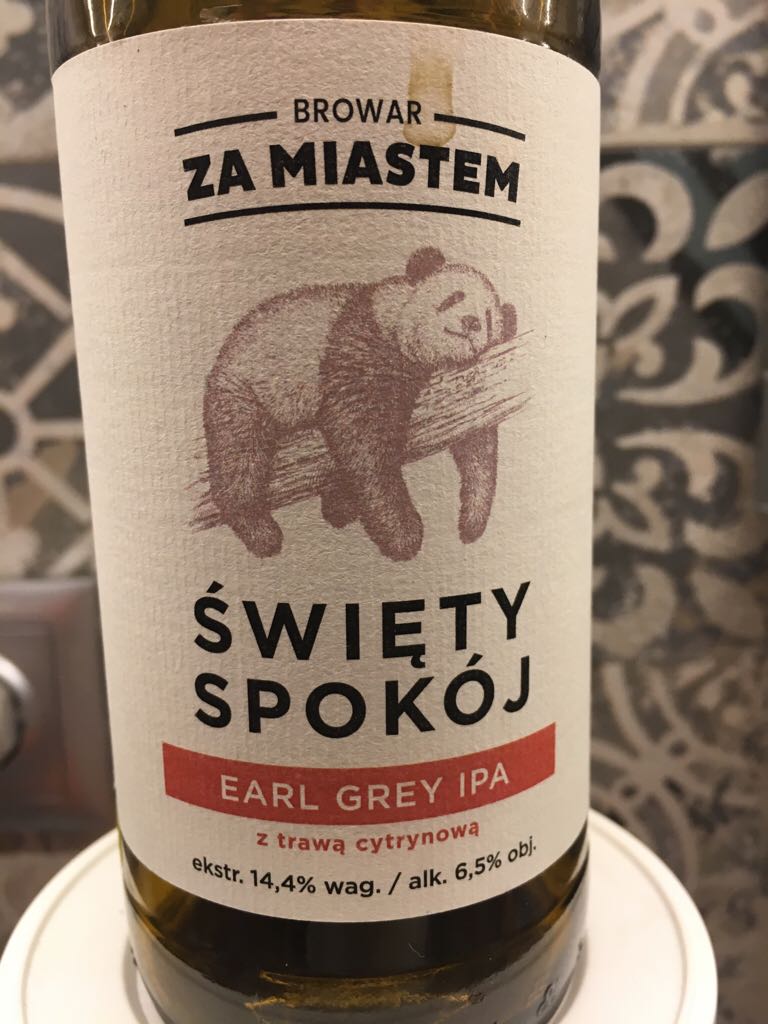 BROWAR
ZA MIASTEM
ŚWIĘTY
SPOKÓJ
EARL GREY IPA
z trawą cytrynową
ekstr. 14,4% wag. / alk. 6,5% obj.